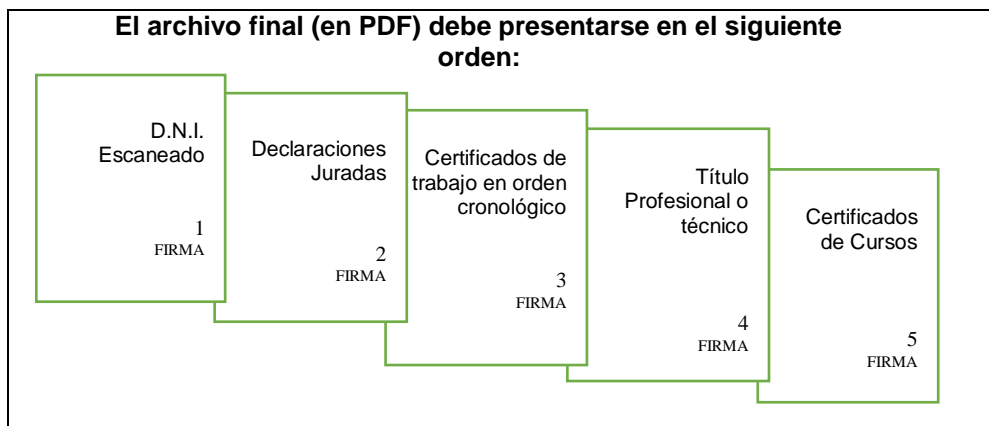 El archivo final (en PDF) debe presentarse en el siguiente
orden:
D.N.I.
Escaneado
1
FIRMA
Declaraciones
Juradas
2
FIRMA
Certificados de
trabajo en orden
cronológico
3
FIRMA
Título
Profesional o
técnico
4
FIRMA
Certificados
de Cursos
5
FIRMA